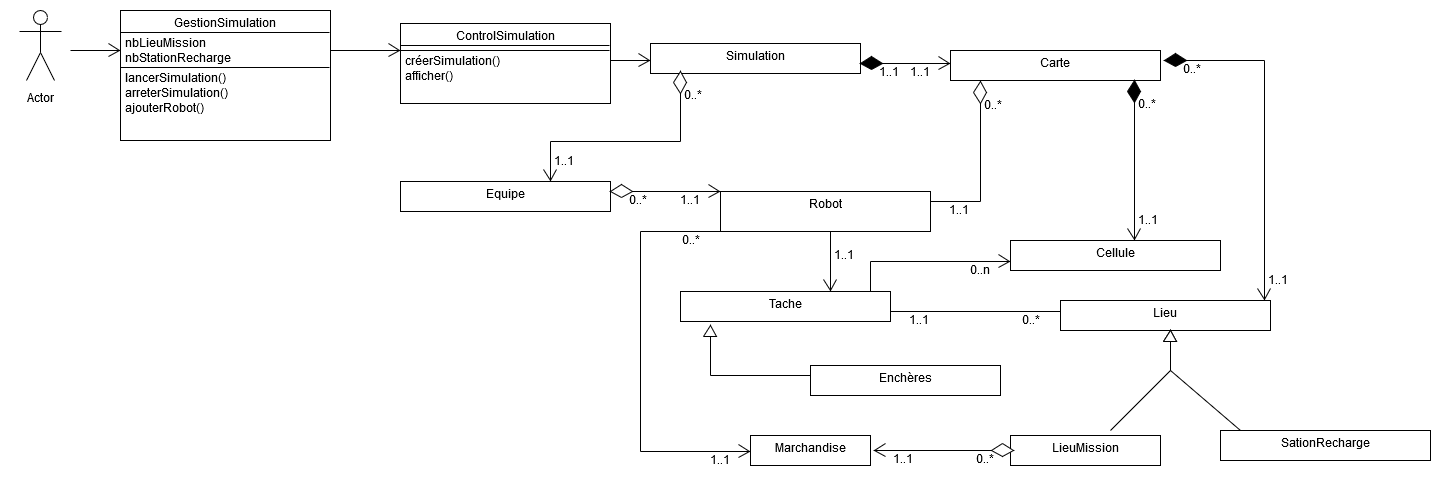 Actor
GestionSimulation
nbLieuMission
nbStationRecharge
lancerSimulation()
arreterSimulation()
ajouterRobot()
ControlSimulation
créerSimulation()
afficher()
Simulation
1..1
1..1
Carte
0..*
0..*
0..*
0..*
1..1
Equipe
0..*
1..1
Robot
1..1
0..*
1..1
1..1
Cellule
0..n
1..1
Tache
1..1
0..*
Lieu
Enchères
Marchandise
1..1
1..1
0..*
LieuMission
SationRecharge